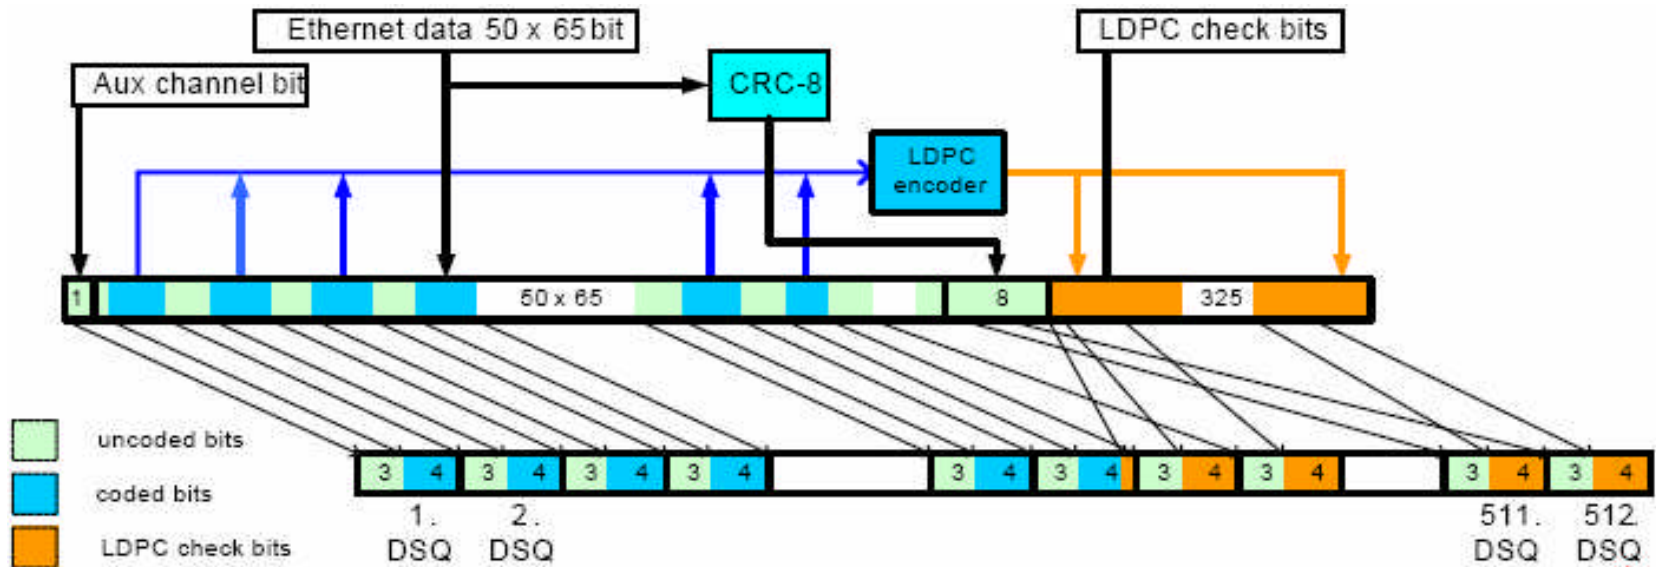 Ethernet data 50 x 65 bit
LDPC check bits
Aux channel bit
CRC-8
LDPC
encoder
1
50 x 65
8
325
uncoded bits
coded bits
LDPC check bits
3 4 3 4 3 4 3 4 3 4 3 4 3 4 3 4 3 4 3 4
1. 2. 511. 512.
DSQ DSQ DSQ DSQ